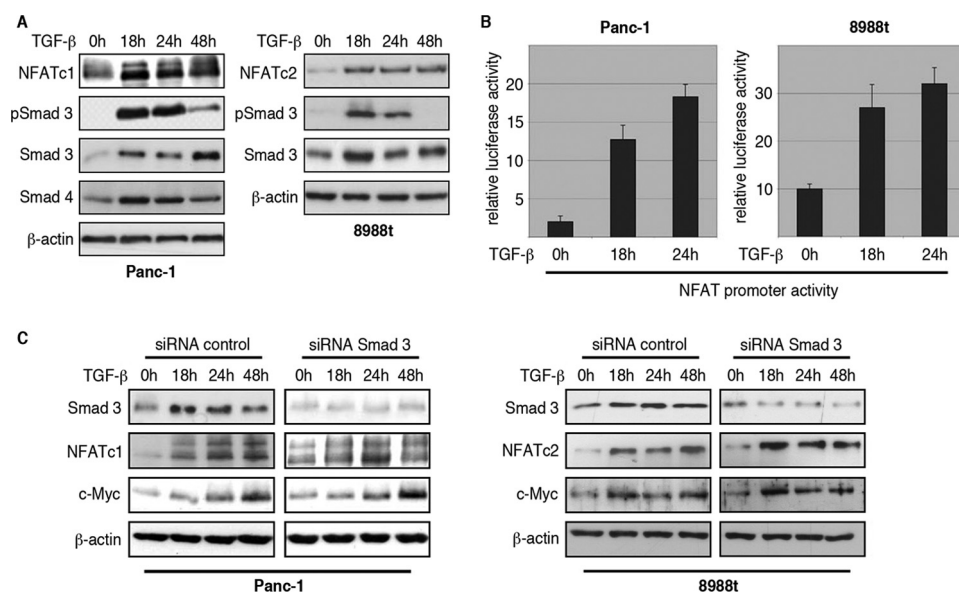 A
TGF-β 0h 18h 24h 48h
NFATc1
pSmad 3
Smad 3
Smad 4
β-actin
Panc-1
TGF-β 0h 18h 24h 48h
NFATc2
pSmad 3
Smad 3
β-actin
8988t
B
Panc-1
relative luciferase activity
20
15
10
5
TGF-β 0h 18h 24h
8988t
relative luciferase activity
30
20
10
TGF-β 0h 18h 24h
NFAT promoter activity
C
siRNA control siRNA Smad 3
TGF-β 0h 18h 24h 48h 0h 18h 24h 48h
Smad 3
NFATc1
c-Myc
β-actin
Panc-1
siRNA control siRNA Smad 3
TGF-β 0h 18h 24h 48h 0h 18h 24h 48h
Smad 3
NFATc2
c-Myc
β-actin
8988t